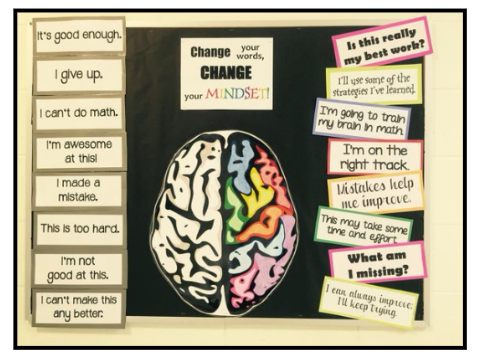 It's good enough.
I give up.
I can't do math.
I'm awesome
at this!
I made a
mistake.
This is too hard.
I'm not
good at this.
I can't make this
any better.
Change your
words,
CHANGE
your MINDSET!
Is this really
my best work?
I'll use some of the
strategies I've learned.
I'm going to train
my brain in math.
I'm on the
right track.
Mistakes help
me improve.
This may take some
time and effort.
What am
I missing?
I can always improve;
I'll keep trying.